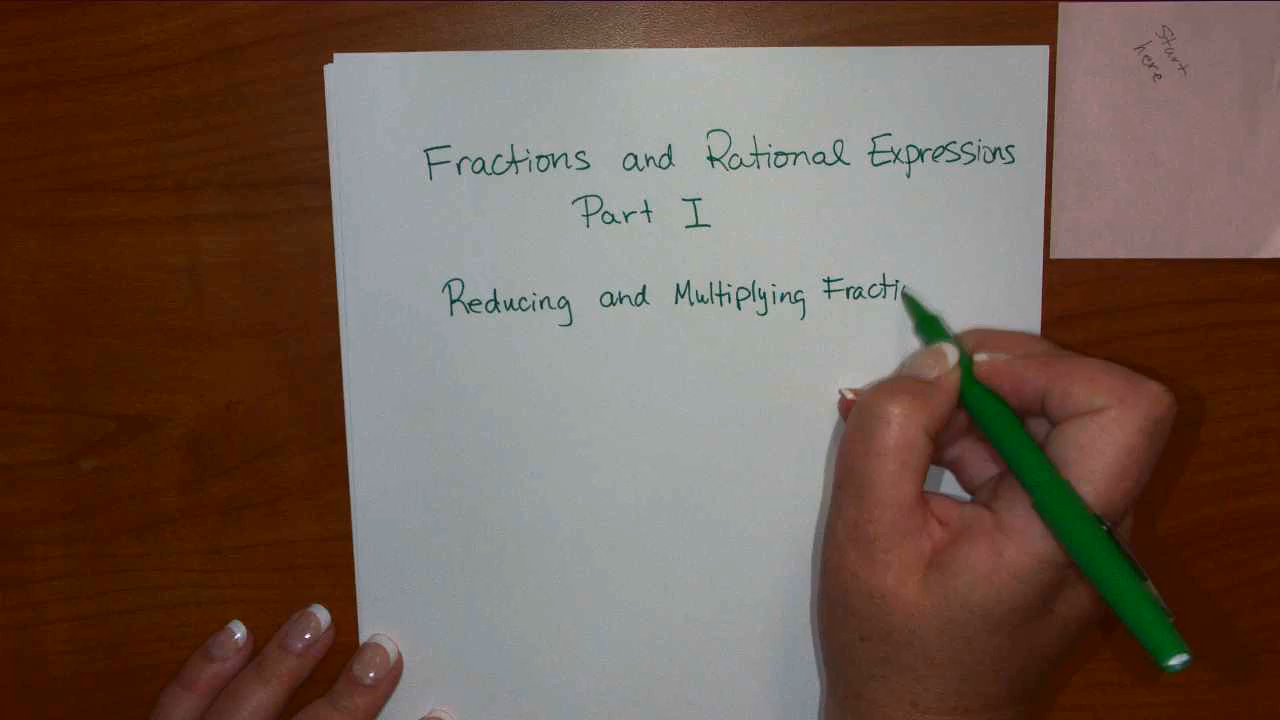 Fractions and Rational Expressions
Part I
Reducing and Multiplying Fracti
Start
here